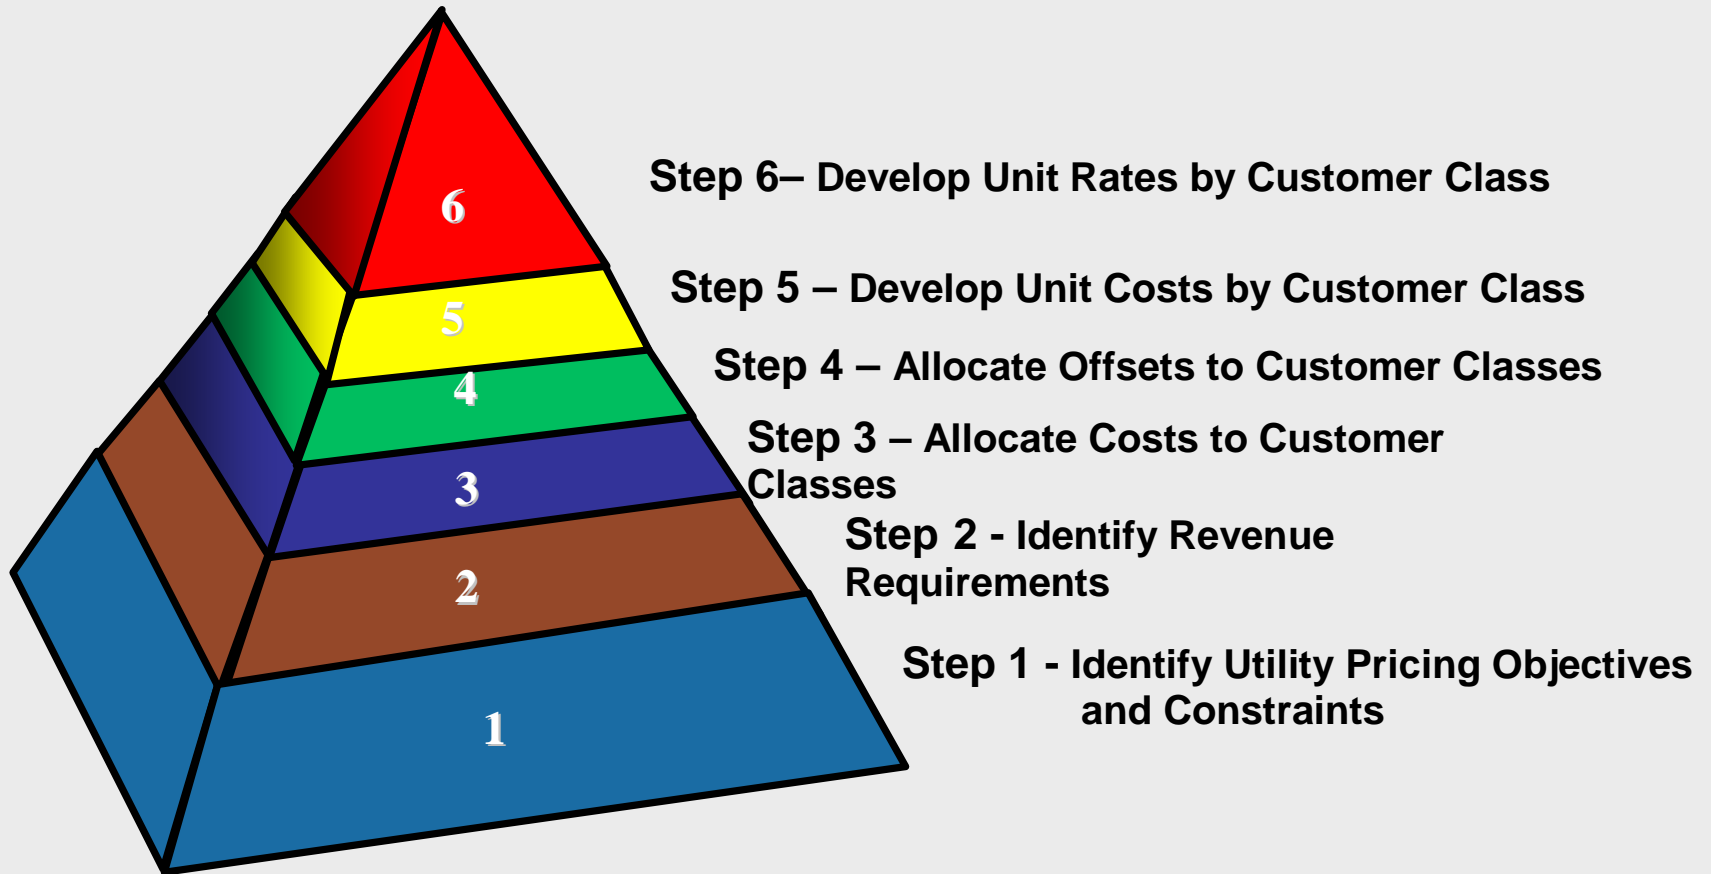 6
Step 6– Develop Unit Rates by Customer Class
5
Step 5 – Develop Unit Costs by Customer Class
4
Step 4 – Allocate Offsets to Customer Classes
3
Step 3 – Allocate Costs to Customer
Classes
2
Step 2 - Identify Revenue
Requirements
1
Step 1 - Identify Utility Pricing Objectives
and Constraints